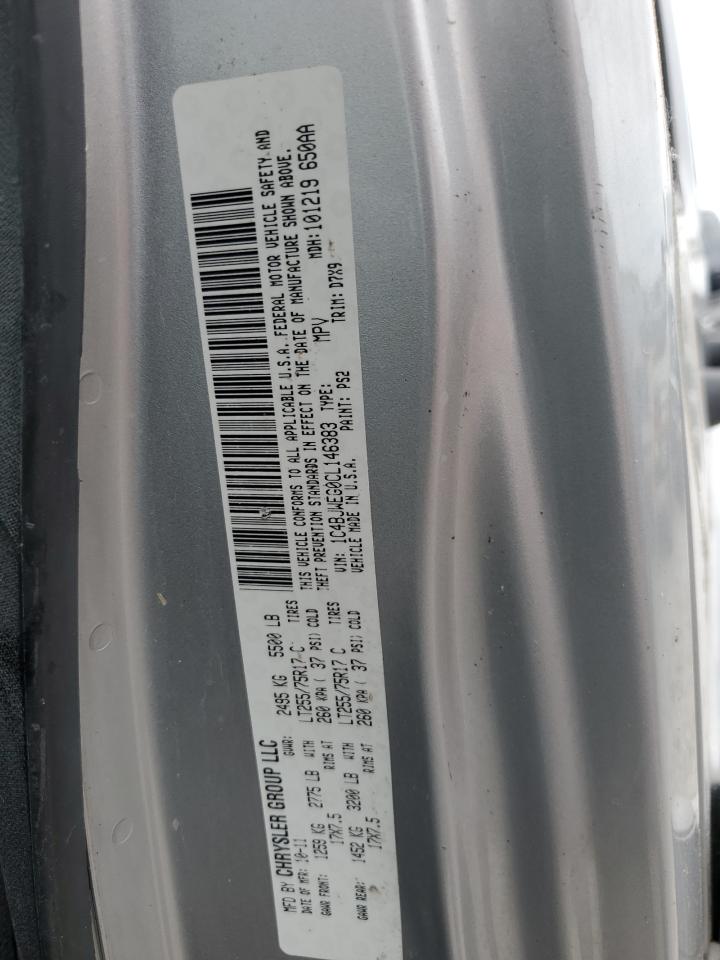 MFD BY CHRYSLER GROUP LLC
DATE OF MFR: 10-11 GVWR: 2495 KG 5500 LB
GAWR FRONT: 1259 KG 2775 LB WITH LT255/75R17 C TIRES
17X7.5 RIMS AT 260 KPA ( 37 PSI) COLD
GAWR REAR: 1452 KG 3200 LB WITH LT255/75R17 C TIRES
17X7.5 RIMS AT 260 KPA ( 37 PSI) COLD
THIS VEHICLE CONFORMS TO ALL APPLICABLE U.S.A. FEDERAL MOTOR VEHICLE SAFETY AND
THEFT PREVENTION STANDARDS IN EFFECT ON THE DATE OF MANUFACTURE SHOWN ABOVE.
VIN: 1C4BJWEG0CL146383 TYPE: MPV MDH: 101219 650AA
VEHICLE MADE IN U.S.A. PAINT: PS2 TRIM: D7X9